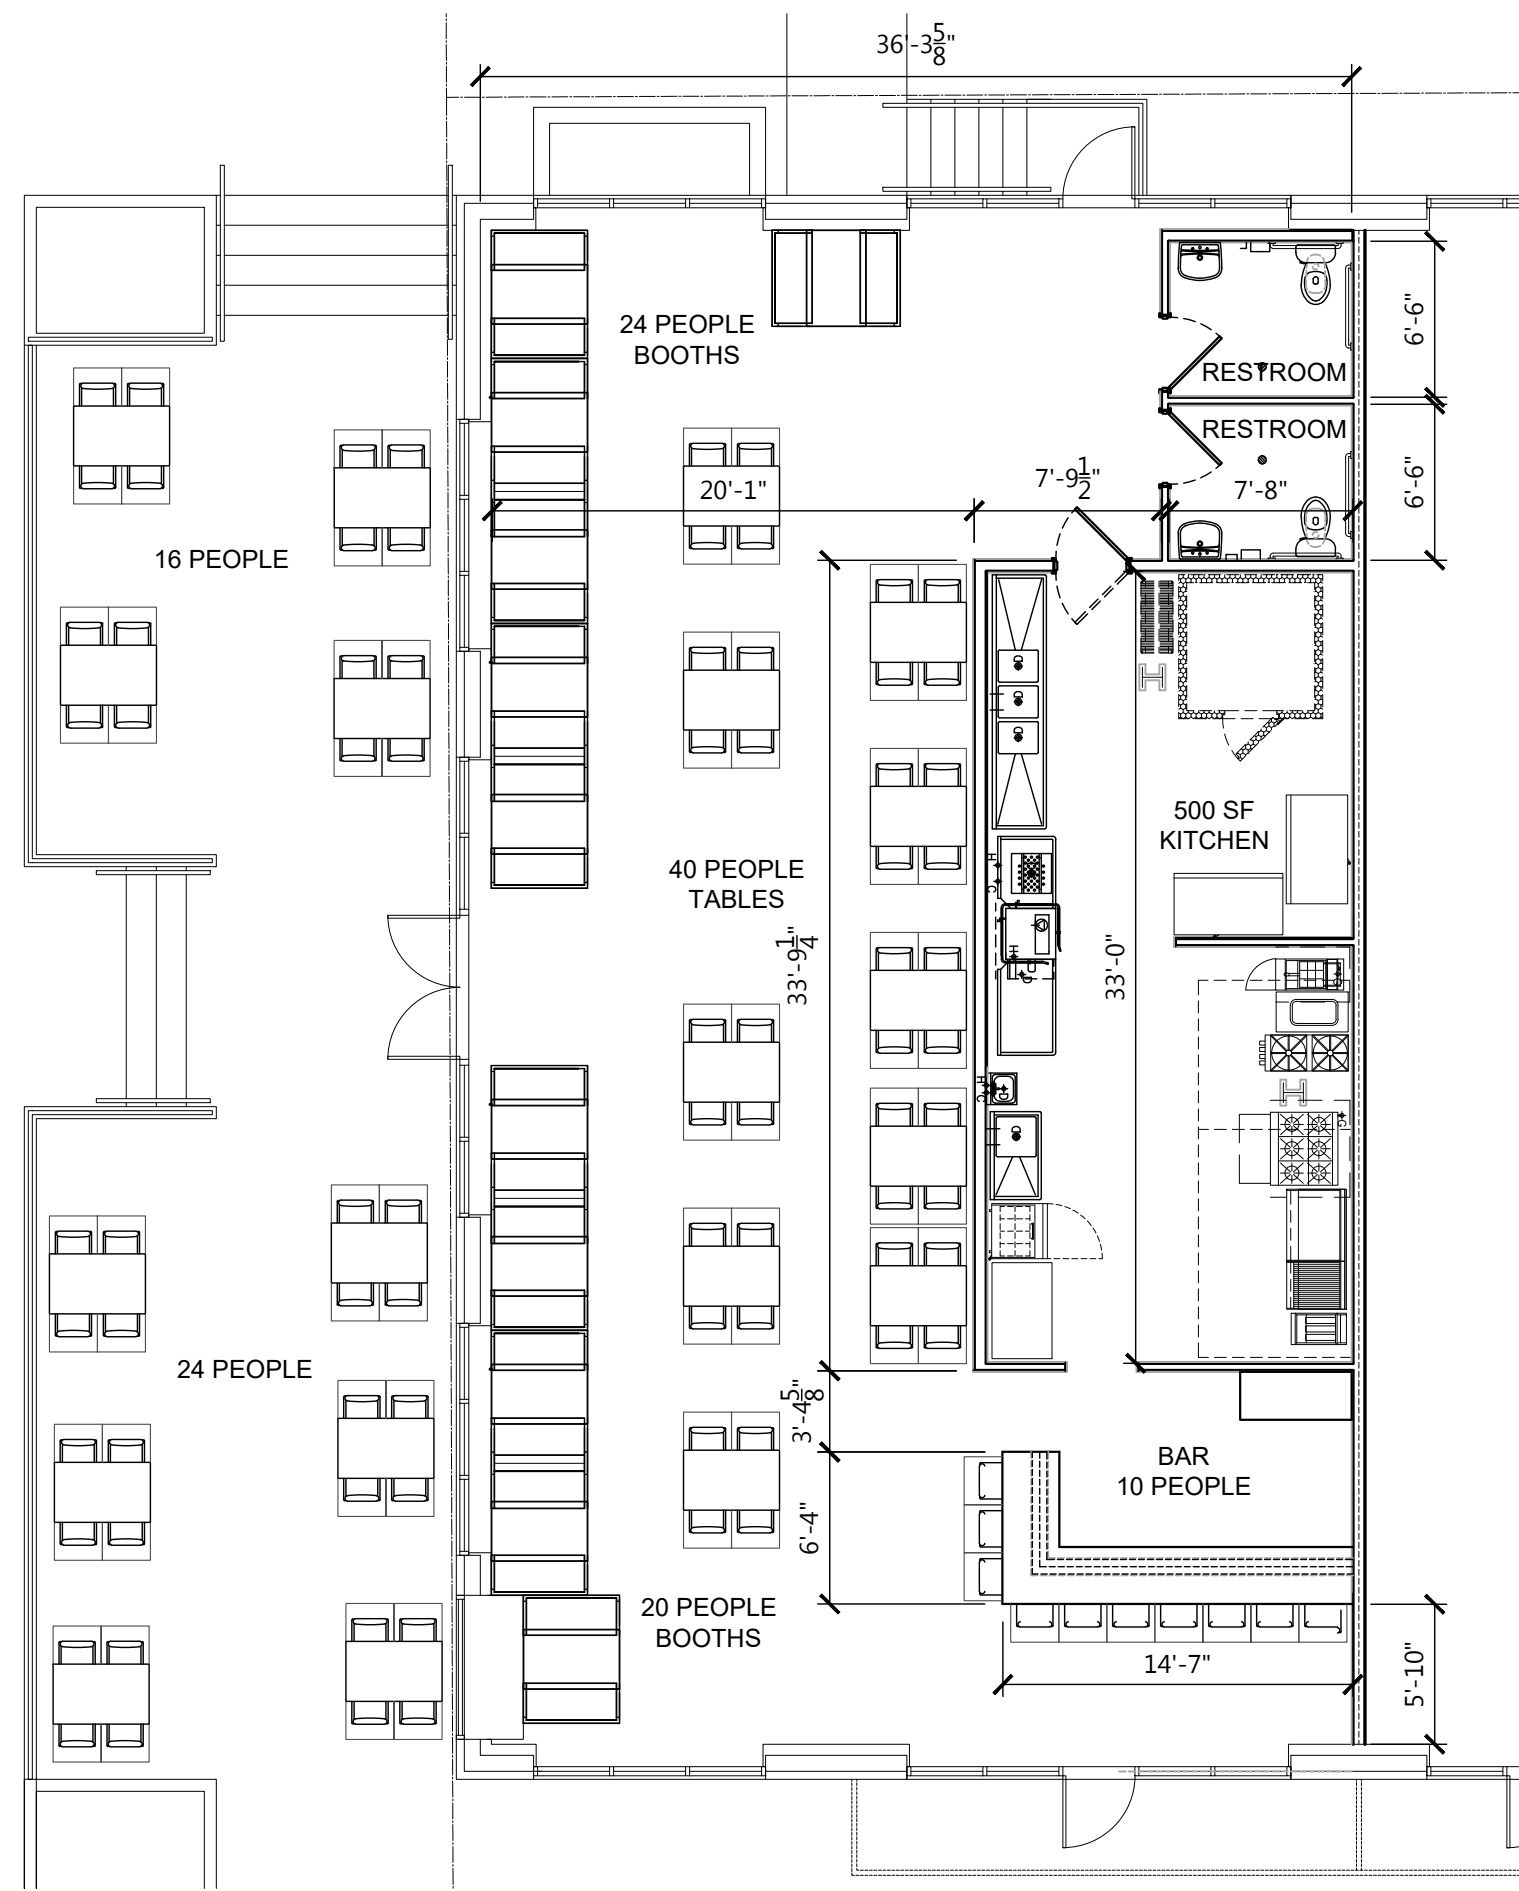 36'-3 5/8"
24 PEOPLE
BOOTHS
6'-6"
RESTROOM
RESTROOM
6'-6"
7'-9 1/2"
20'-1"
7'-8"
16 PEOPLE
H
500 SF
KITCHEN
40 PEOPLE
TABLES
H
C
33'-9 1/4"
33'-0"
H
D
H
H
C
D
G
D
24 PEOPLE
3'-4 5/8"
BAR
10 PEOPLE
6'-4"
20 PEOPLE
BOOTHS
14'-7"
5'-10"